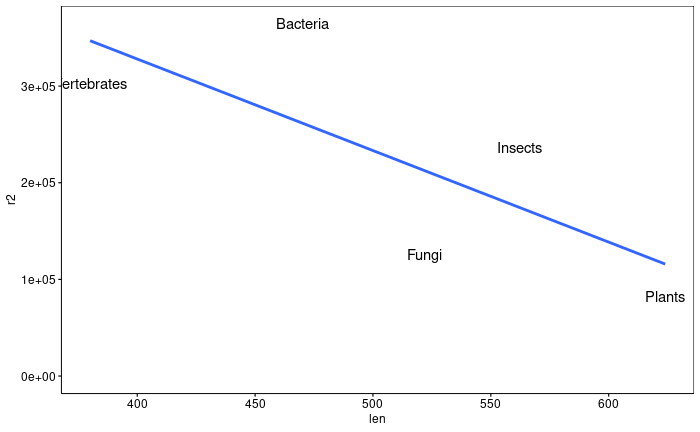 Bacteria
3e+05
ertebrates
Insects
2e+05
r2
Fungi
1e+05
Plants
0e+00
400 450 500 550 600
len